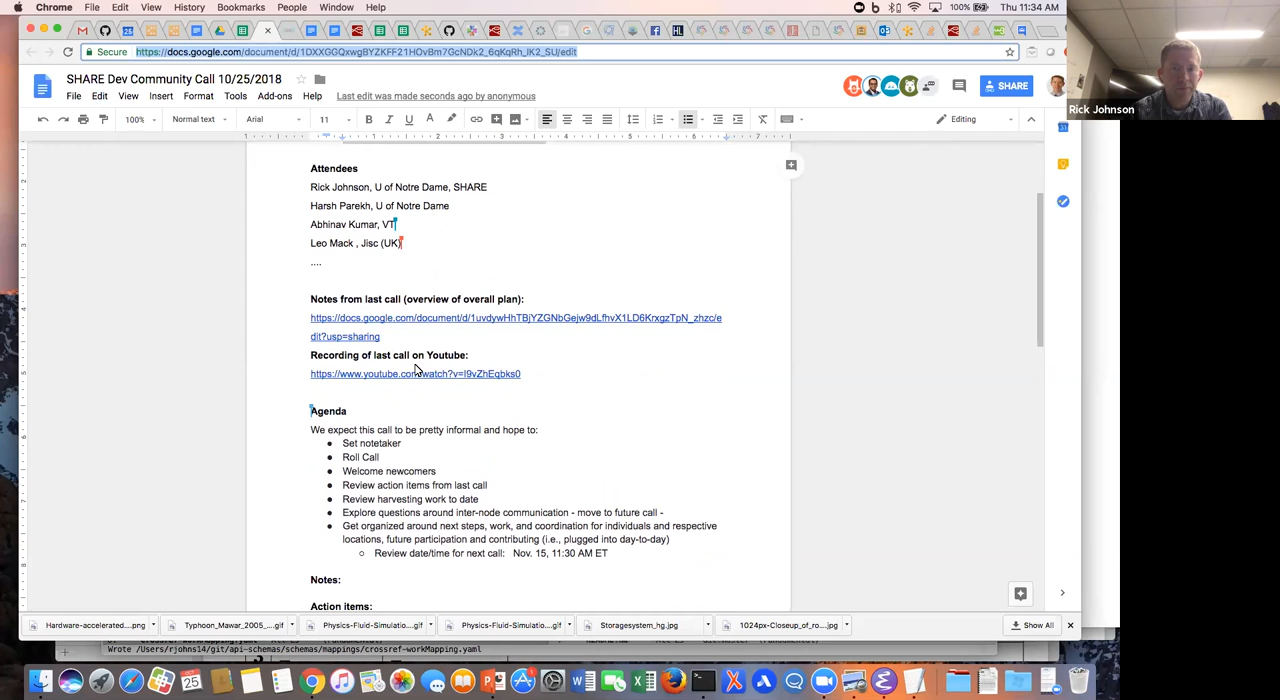 Chrome File Edit View History Bookmarks People Window Help 100% Thu 11:34 AM
Secure https://docs.google.com/document/d/1DXXGGQxwgBYZKFF21HOvBm7GcNDk2_6qKqRh_IK2_SU/edit
SHARE Dev Community Call 10/25/2018
SHARE
File Edit View Insert Format Tools Add-ons Help Last edit was made seconds ago by anonymous
Rick Johnson
100% Normal text Arial 11 Editing
Attendees
Rick Johnson, U of Notre Dame, SHARE
Harsh Parekh, U of Notre Dame
Abhinav Kumar, VT
Leo Mack , Jisc (UK)
....
Notes from last call (overview of overall plan):
https://docs.google.com/document/d/1uvdywHhTBjYZGNbGejw9dLfhvX1LD6KrxgzTpN_zhzc/e
dit?usp=sharing
Recording of last call on Youtube:
https://www.youtube.com/watch?v=I9vZhEqbks0
Agenda
We expect this call to be pretty informal and hope to:
● Set notetaker
● Roll Call
● Welcome newcomers
● Review action items from last call
● Review harvesting work to date
● Explore questions around inter-node communication - move to future call -
● Get organized around next steps, work, and coordination for individuals and respective
locations, future participation and contributing (i.e., plugged into day-to-day)
○ Review date/time for next call: Nov. 15, 11:30 AM ET
Notes:
Action items:
Hardware-accelerated....png Typhoon_Mawar_2005_....gif Physics-Fluid-Simulatio....gif Physics-Fluid-Simulatio....gif Storagesystem_hg.jpg 1024px-Closeup_of_ro....jpg Show All
Wrote /Users/rjohns14/git/api-schemas/schemas/mappings/crossref-workMapping.yaml